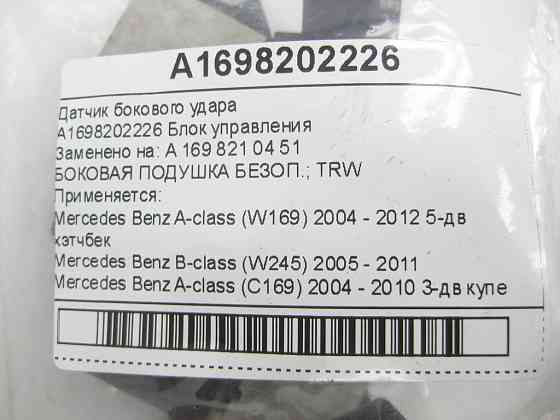 A1698202226
Датчик бокового удара
A1698202226 Блок управления
Заменено на: A 169 821 04 51
БОКОВАЯ ПОДУШКА БЕЗОП.; TRW
Применяется:
Mercedes Benz A-class (W169) 2004 - 2012 5-дв
хэтчбек
Mercedes Benz B-class (W245) 2005 - 2011
Mercedes Benz A-class (C169) 2004 - 2010 3-дв купе